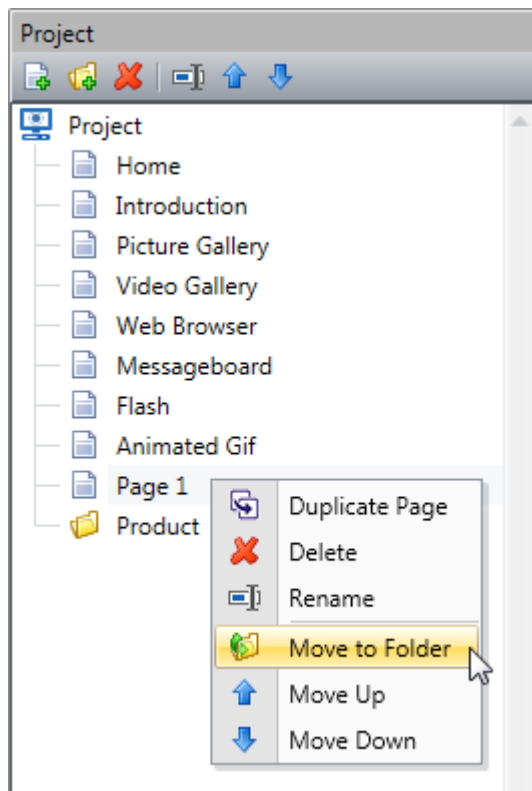 Project
Project
Home
Introduction
Picture Gallery
Video Gallery
Web Browser
Messageboard
Flash
Animated Gif
Page 1
Product
Duplicate Page
Delete
Rename
Move to Folder
Move Up
Move Down